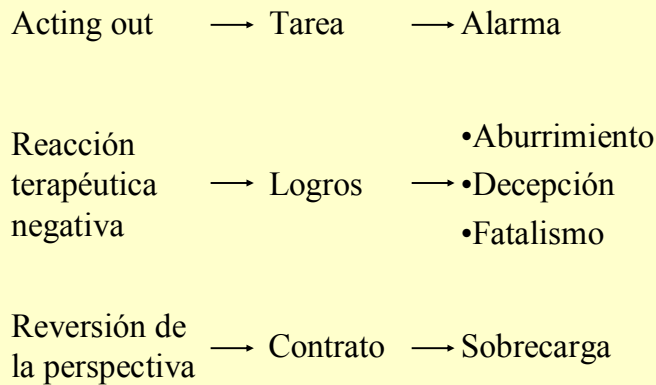 Acting out → Tarea → Alarma
•Aburrimiento
Reacción
terapéutica → Logros → •Decepción
negativa
•Fatalismo
Reversión de
la perspectiva → Contrato → Sobrecarga